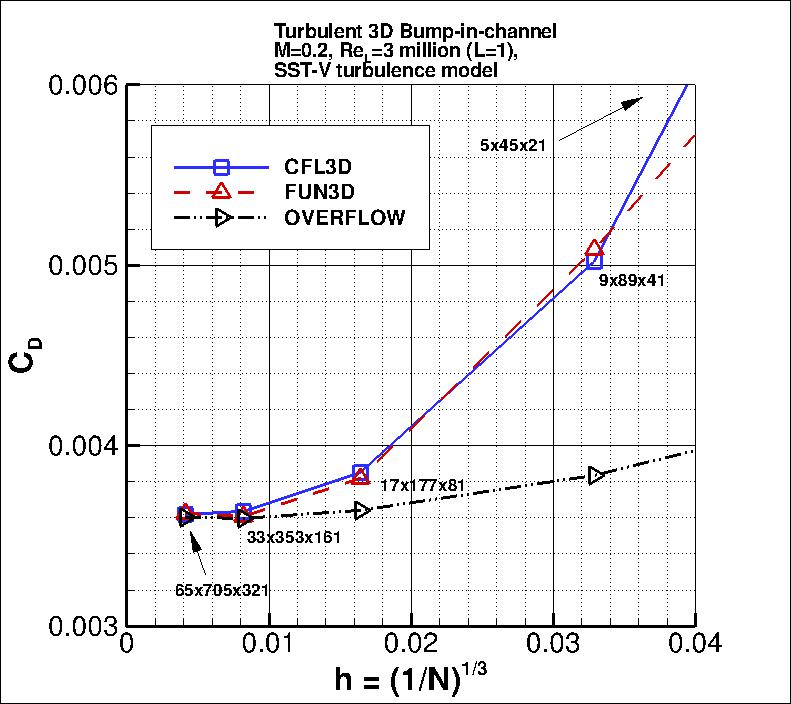 Turbulent 3D Bump-in-channel
M=0.2, Re_L=3 million (L=1),
SST-V turbulence model
0.006
5x45x21
CFL3D
FUN3D
OVERFLOW
0.005
9x89x41
C_D
0.004
17x177x81
33x353x161
65x705x321
0.003
0 0.01 0.02 0.03 0.04
h = (1/N)^1/3